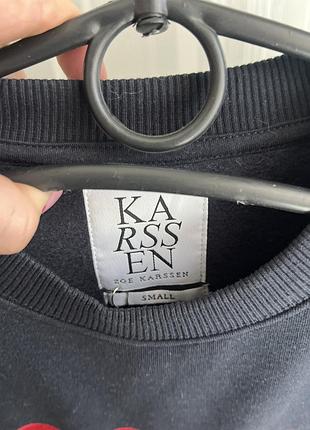 KA
RSS
EN
ZOE KARSSEN
SMALL